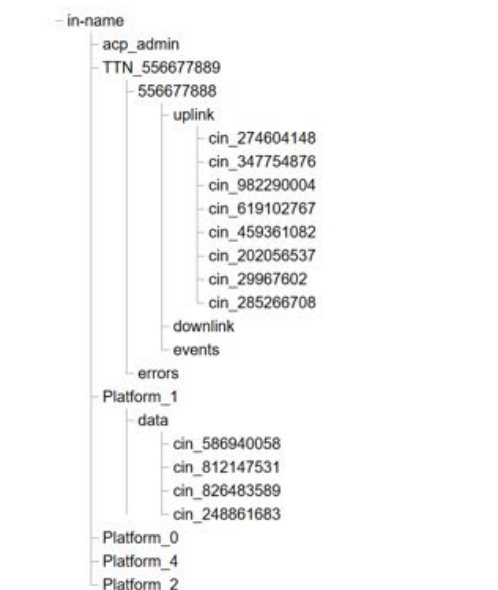 in-name
acp_admin
TTN_556677889
556677888
uplink
cin_274604148
cin_347754876
cin_982290004
cin_619102767
cin_459361082
cin_202056537
cin_29967602
cin_285266708
downlink
events
errors
Platform_1
data
cin_586940058
cin_812147531
cin_826483589
cin_248861683
Platform_0
Platform_4
Platform_2